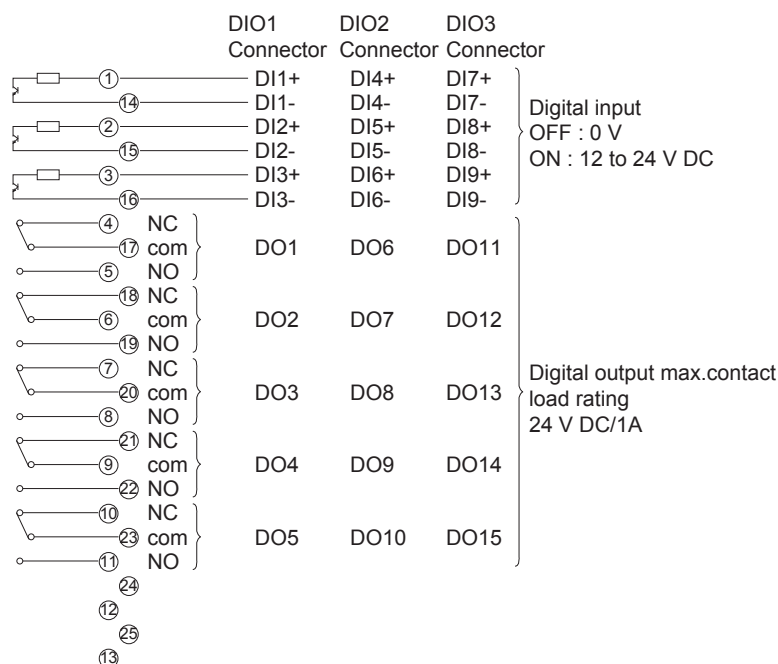 DIO1 DIO2 DIO3
Connector Connector Connector
1 DI1+ DI4+ DI7+
14 DI1- DI4- DI7-
2 DI2+ DI5+ DI8+
15 DI2- DI5- DI8-
3 DI3+ DI6+ DI9+
16 DI3- DI6- DI9-
Digital input
OFF : 0 V
ON : 12 to 24 V DC
4 NC
17 com DO1 DO6 DO11
5 NO
18 NC
6 com DO2 DO7 DO12
19 NO
7 NC
20 com DO3 DO8 DO13
8 NO
21 NC
9 com DO4 DO9 DO14
22 NO
10 NC
23 com DO5 DO10 DO15
11 NO
Digital output max.contact
load rating
24 V DC/1A
24
12
25
13